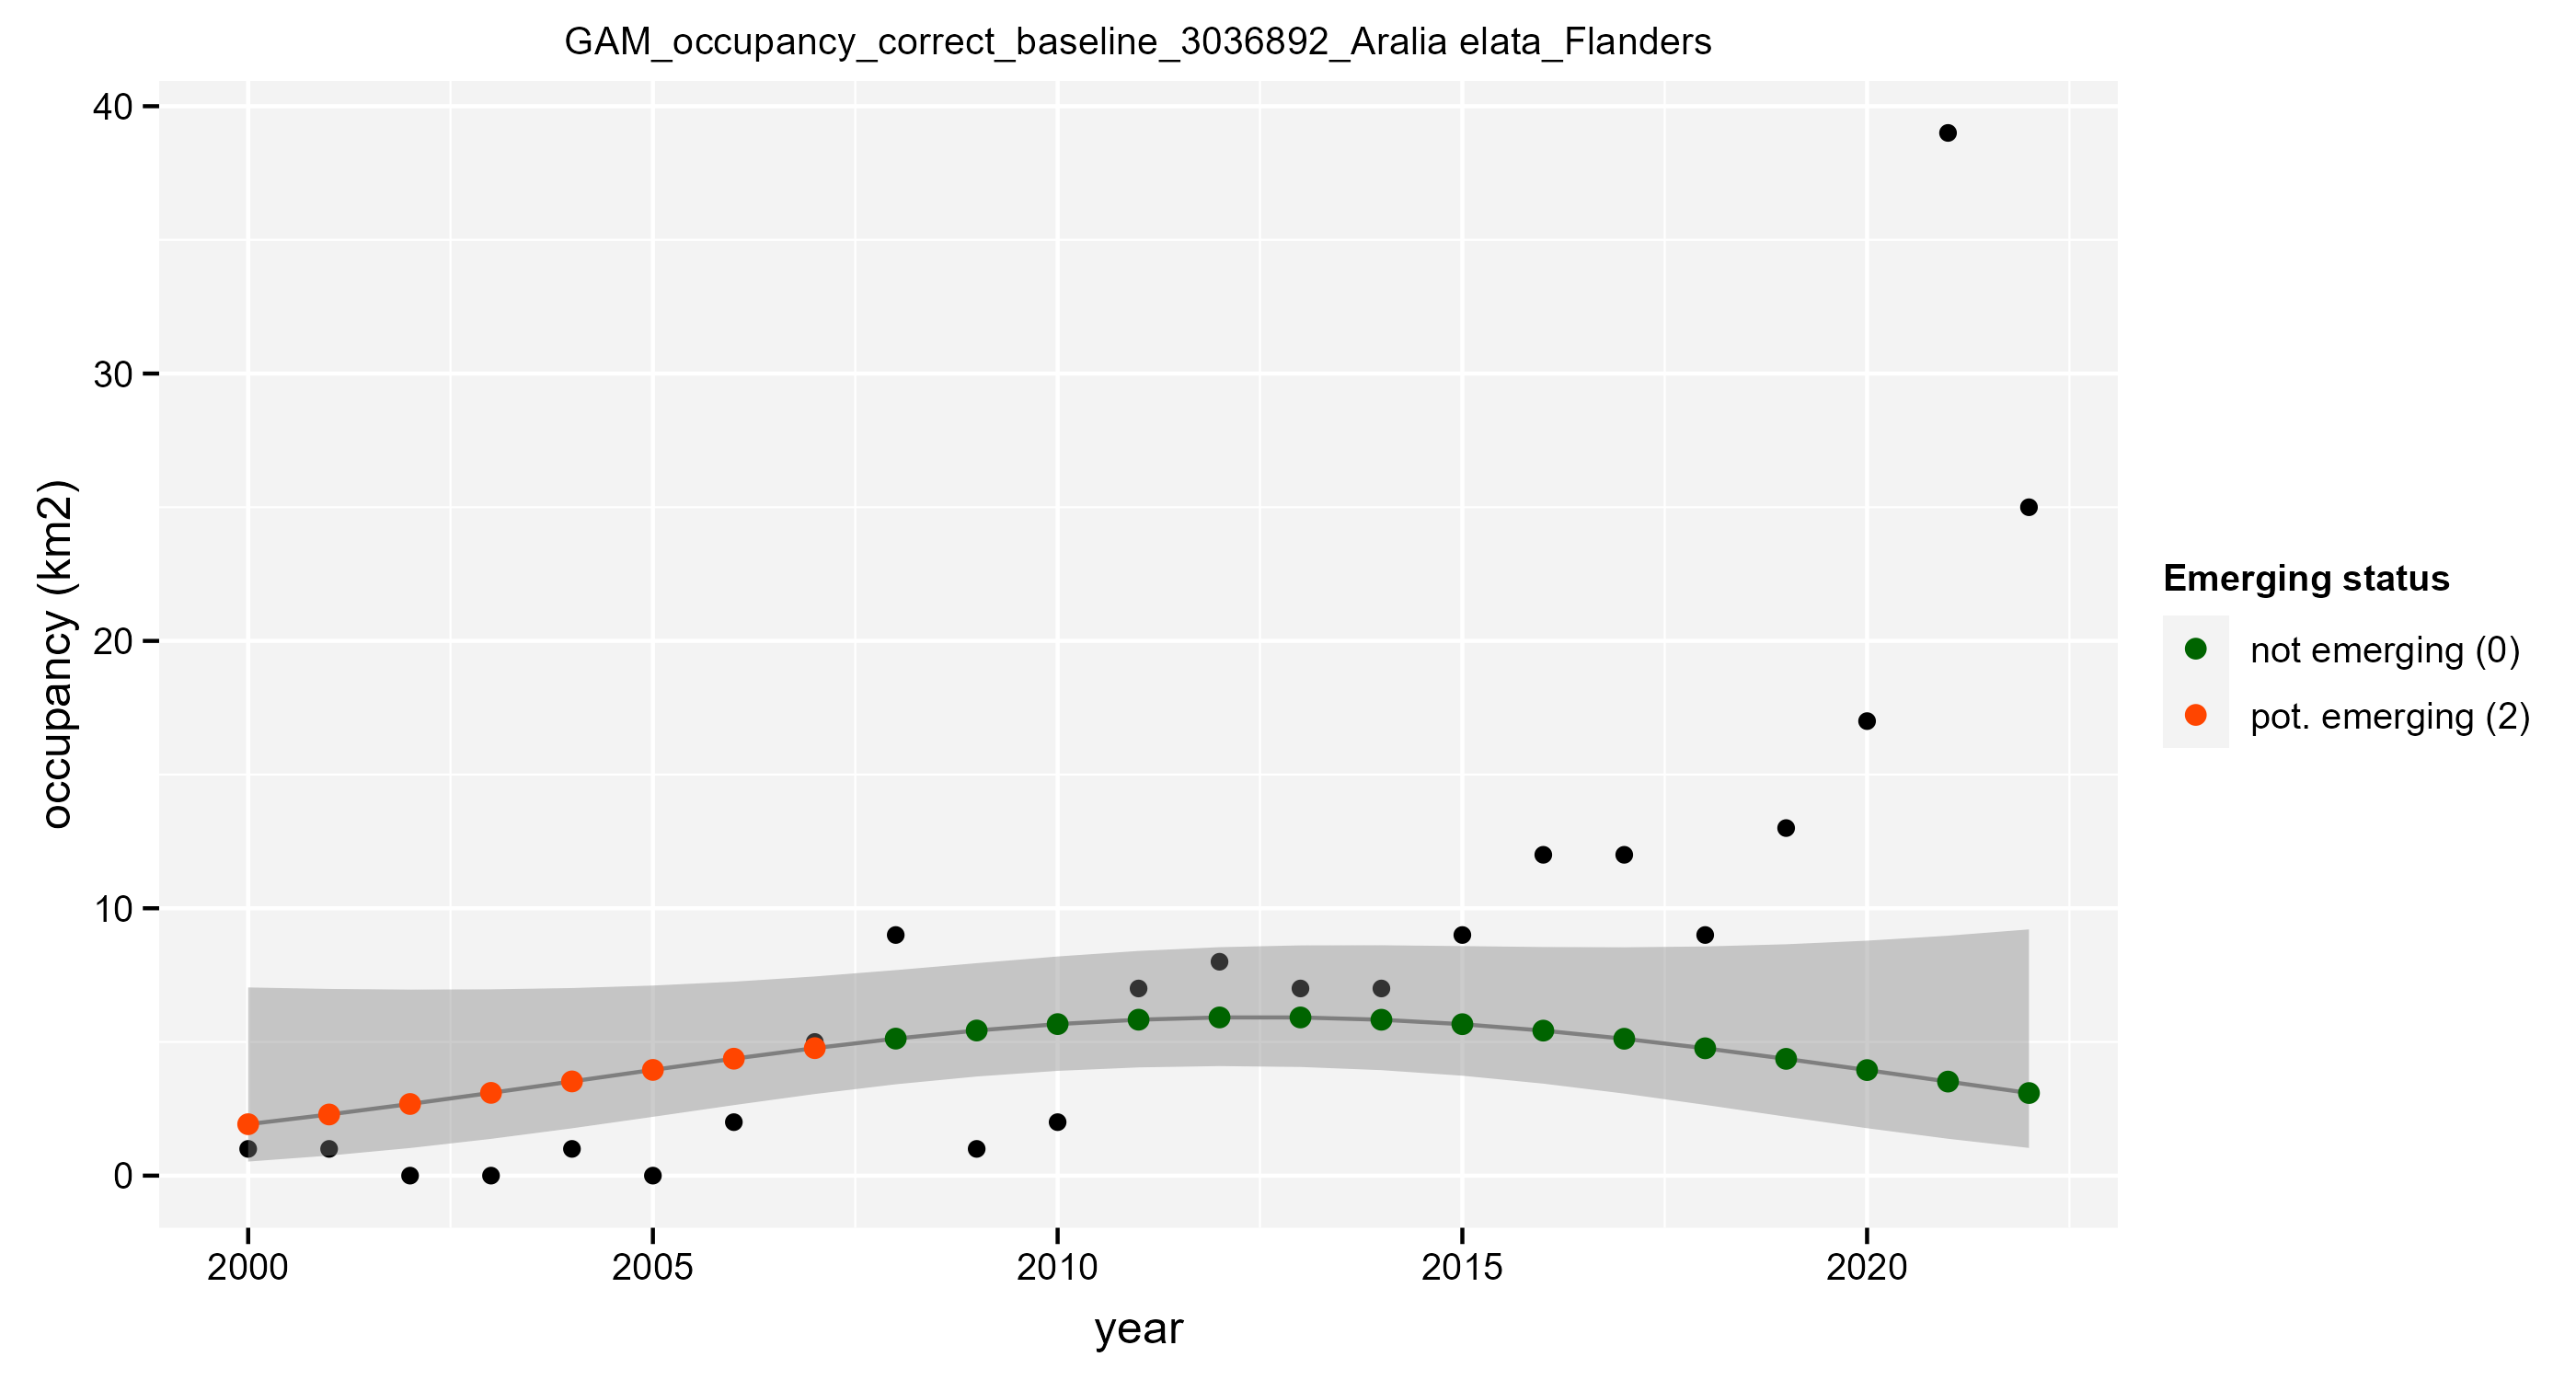 GAM_occupancy_correct_baseline_3036892_Aralia elata_Flanders
occupancy (km2)
40
30
20
10
0
2000 2005 2010 2015 2020
year
Emerging status
not emerging (0)
pot. emerging (2)